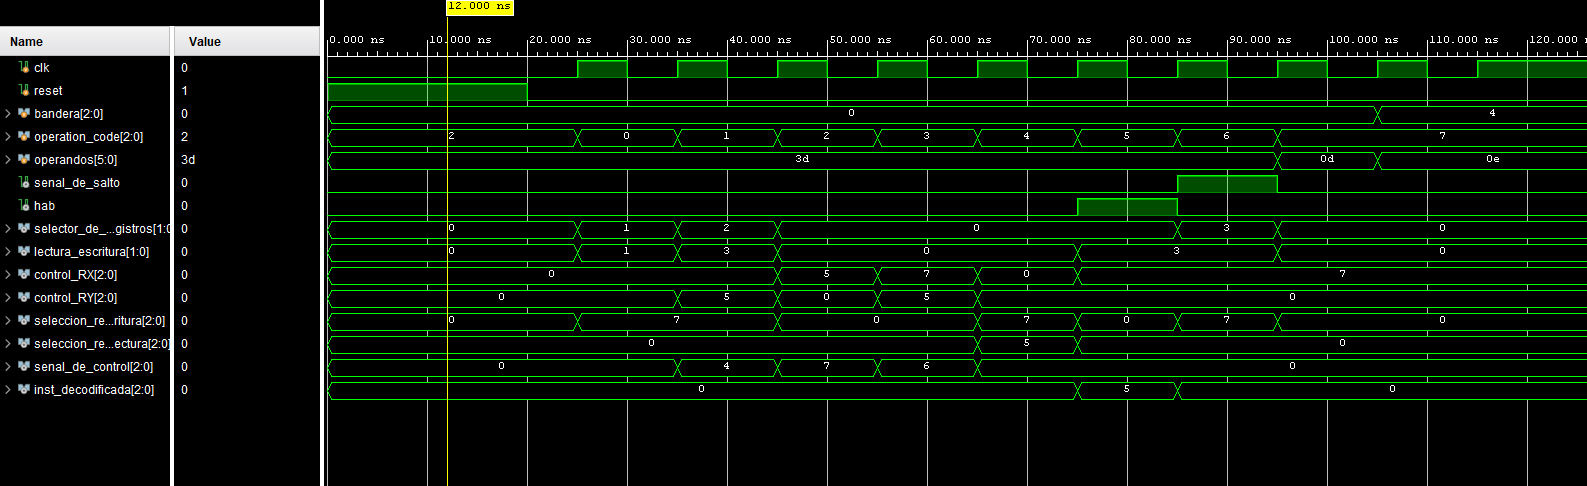 12.000 ns
Name Value
0.000 ns 10.000 ns 20.000 ns 30.000 ns 40.000 ns 50.000 ns 60.000 ns 70.000 ns 80.000 ns 90.000 ns 100.000 ns 110.000 ns 120.000
clk 0
reset 1
bandera[2:0] 0 0 4
operation_code[2:0] 2 2 0 1 2 3 4 5 6 7
operandos[5:0] 3d 3d 0d 0e
senal_de_salto 0
hab 0
selector_de_...gistros[1:0 0 0 1 2 0 3 0
lectura_escritura[1:0] 0 0 1 3 0 3 0
control_RX[2:0] 0 0 5 7 0 7
control_RY[2:0] 0 0 5 0 5 0
seleccion_re...ritura[2:0] 0 0 7 0 7 0 7 0
seleccion_re...ectura[2:0] 0 0 5 0
senal_de_control[2:0] 0 0 4 7 6 0
inst_decodificada[2:0] 0 0 5 0